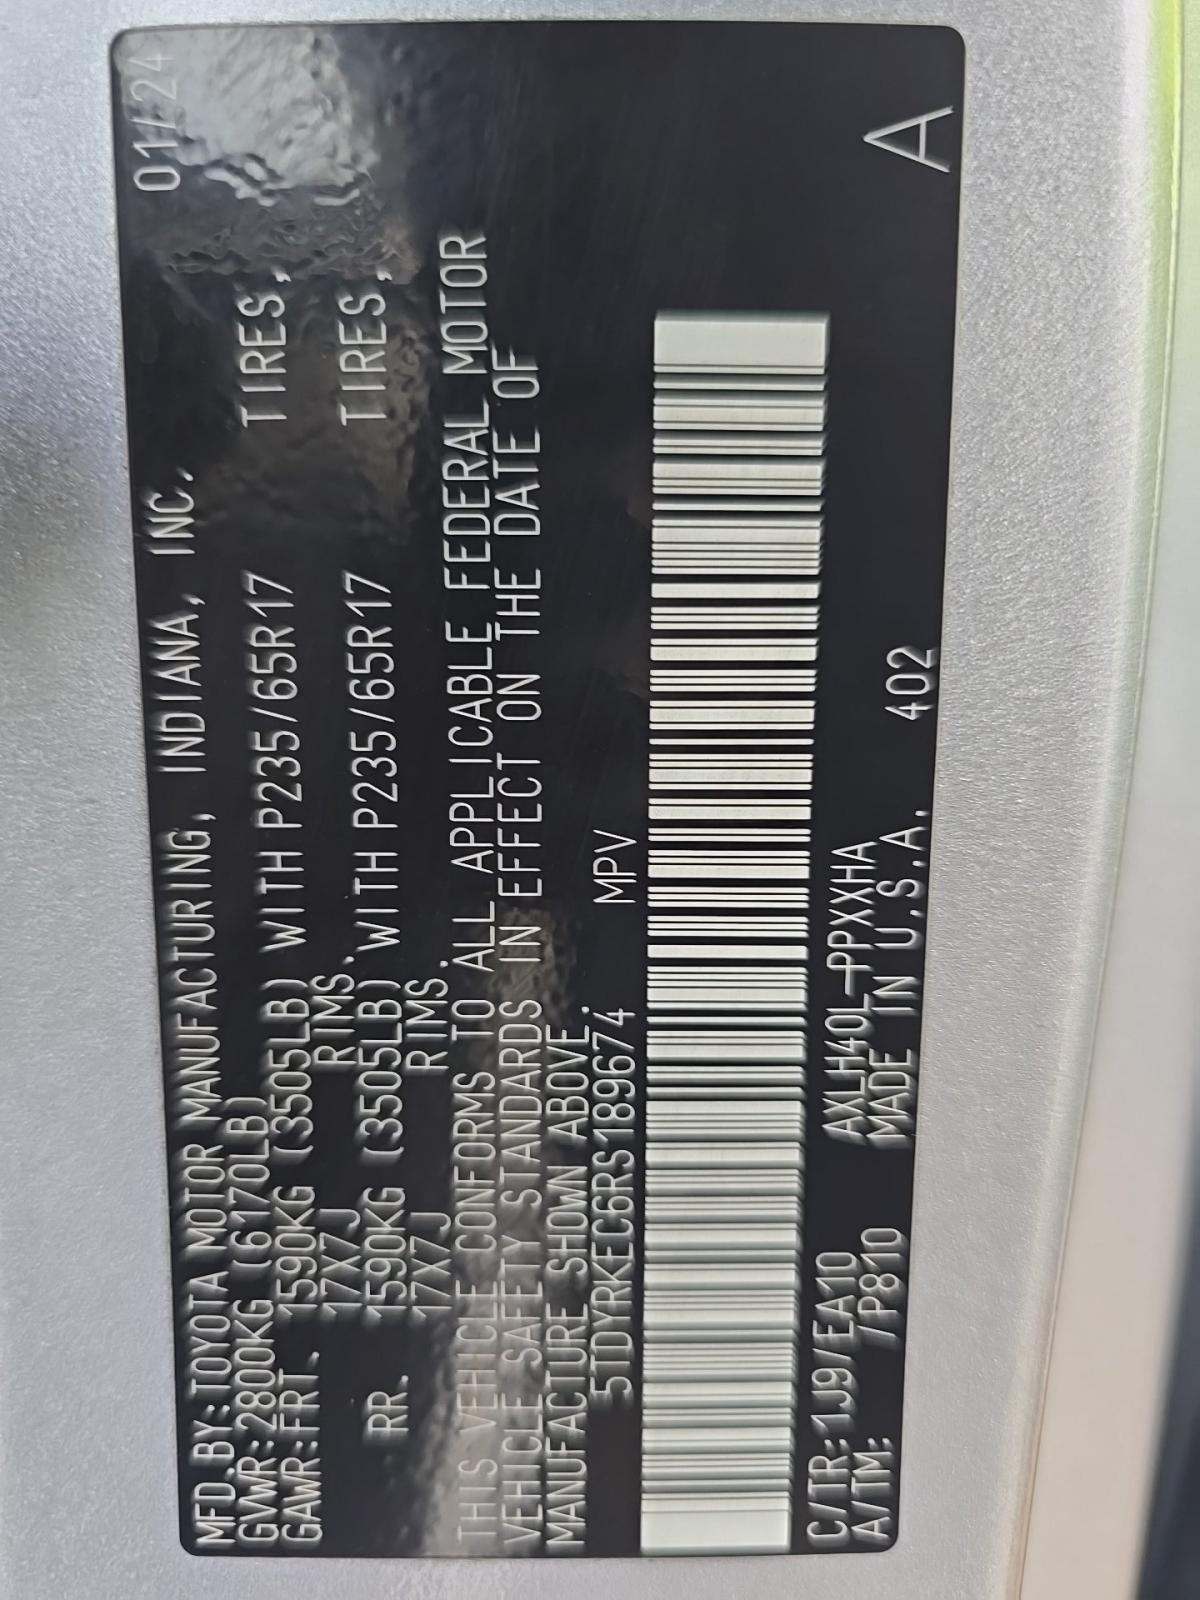 MFD.BY:TOYOTA MOTOR MANUFACTURING, INDIANA, INC. 01/24
GVWR:2800KG (6170LB)
GAWR:FRT. 1590KG (3505LB) WITH P235/65R17 TIRES,
17X7J RIMS.
RR. 1590KG (3505LB) WITH P235/65R17 TIRES,
17X7J RIMS.
THIS VEHICLE CONFORMS TO ALL APPLICABLE FEDERAL MOTOR
VEHICLE SAFETY STANDARDS IN EFFECT ON THE DATE OF
MANUFACTURE SHOWN ABOVE.
5TDYRKEC6RS189674 MPV
C/TR:1J9/EA10 AXLH40L-PPXXHA
A/TM: /P810 MADE IN U.S.A. 402 A